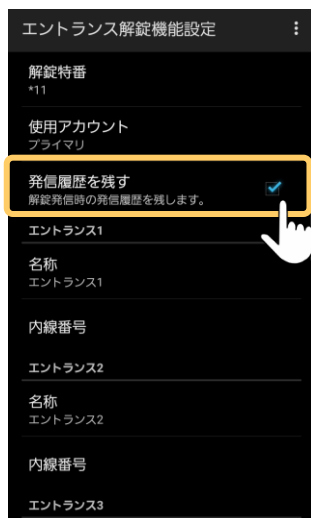 エントランス解錠機能設定
解錠特番
*11
使用アカウント
プライマリ
発信履歴を残す
解錠発信時の発信履歴を残します。
エントランス1
名称
エントランス1
内線番号
エントランス2
名称
エントランス2
内線番号
エントランス3